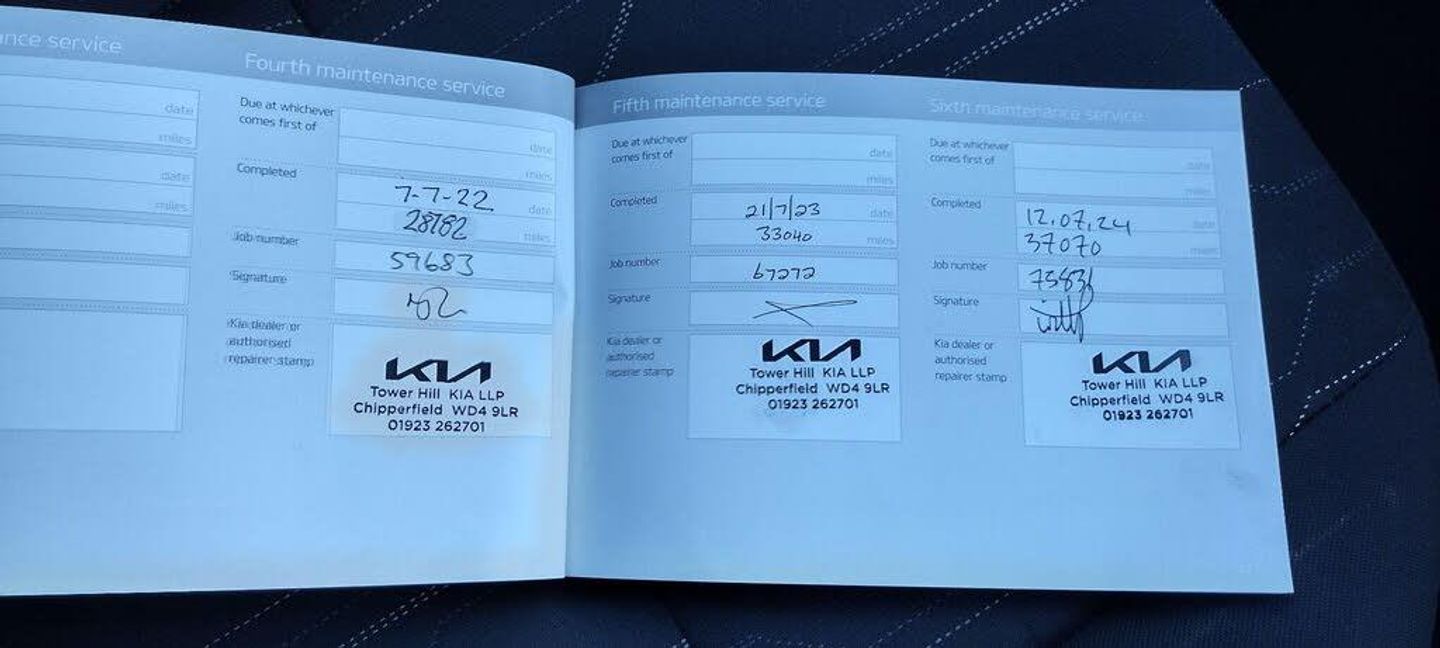 nce service
date
miles
date
miles
Fourth maintenance service
Due at whichever
comes first of
date
miles
Completed
7-7-22 date
28782 miles
Job number
59683
Signature
Kia dealer or
authorised
repairer stamp
KIA
Tower Hill KIA LLP
Chipperfield WD4 9LR
01923 262701
Fifth maintenance service
Due at whichever
comes first of
date
miles
Completed
21/7/23 date
33040 miles
Job number
67272
Signature
Kia dealer or
authorised
repairer stamp
KIA
Tower Hill KIA LLP
Chipperfield WD4 9LR
01923 262701
Sixth maintenance service
Due at whichever
comes first of
date
miles
Completed
12.07.24 date
37070 miles
Job number
Signature
Kia dealer or
authorised
repairer stamp
KIA
Tower Hill KIA LLP
Chipperfield WD4 9LR
01923 262701